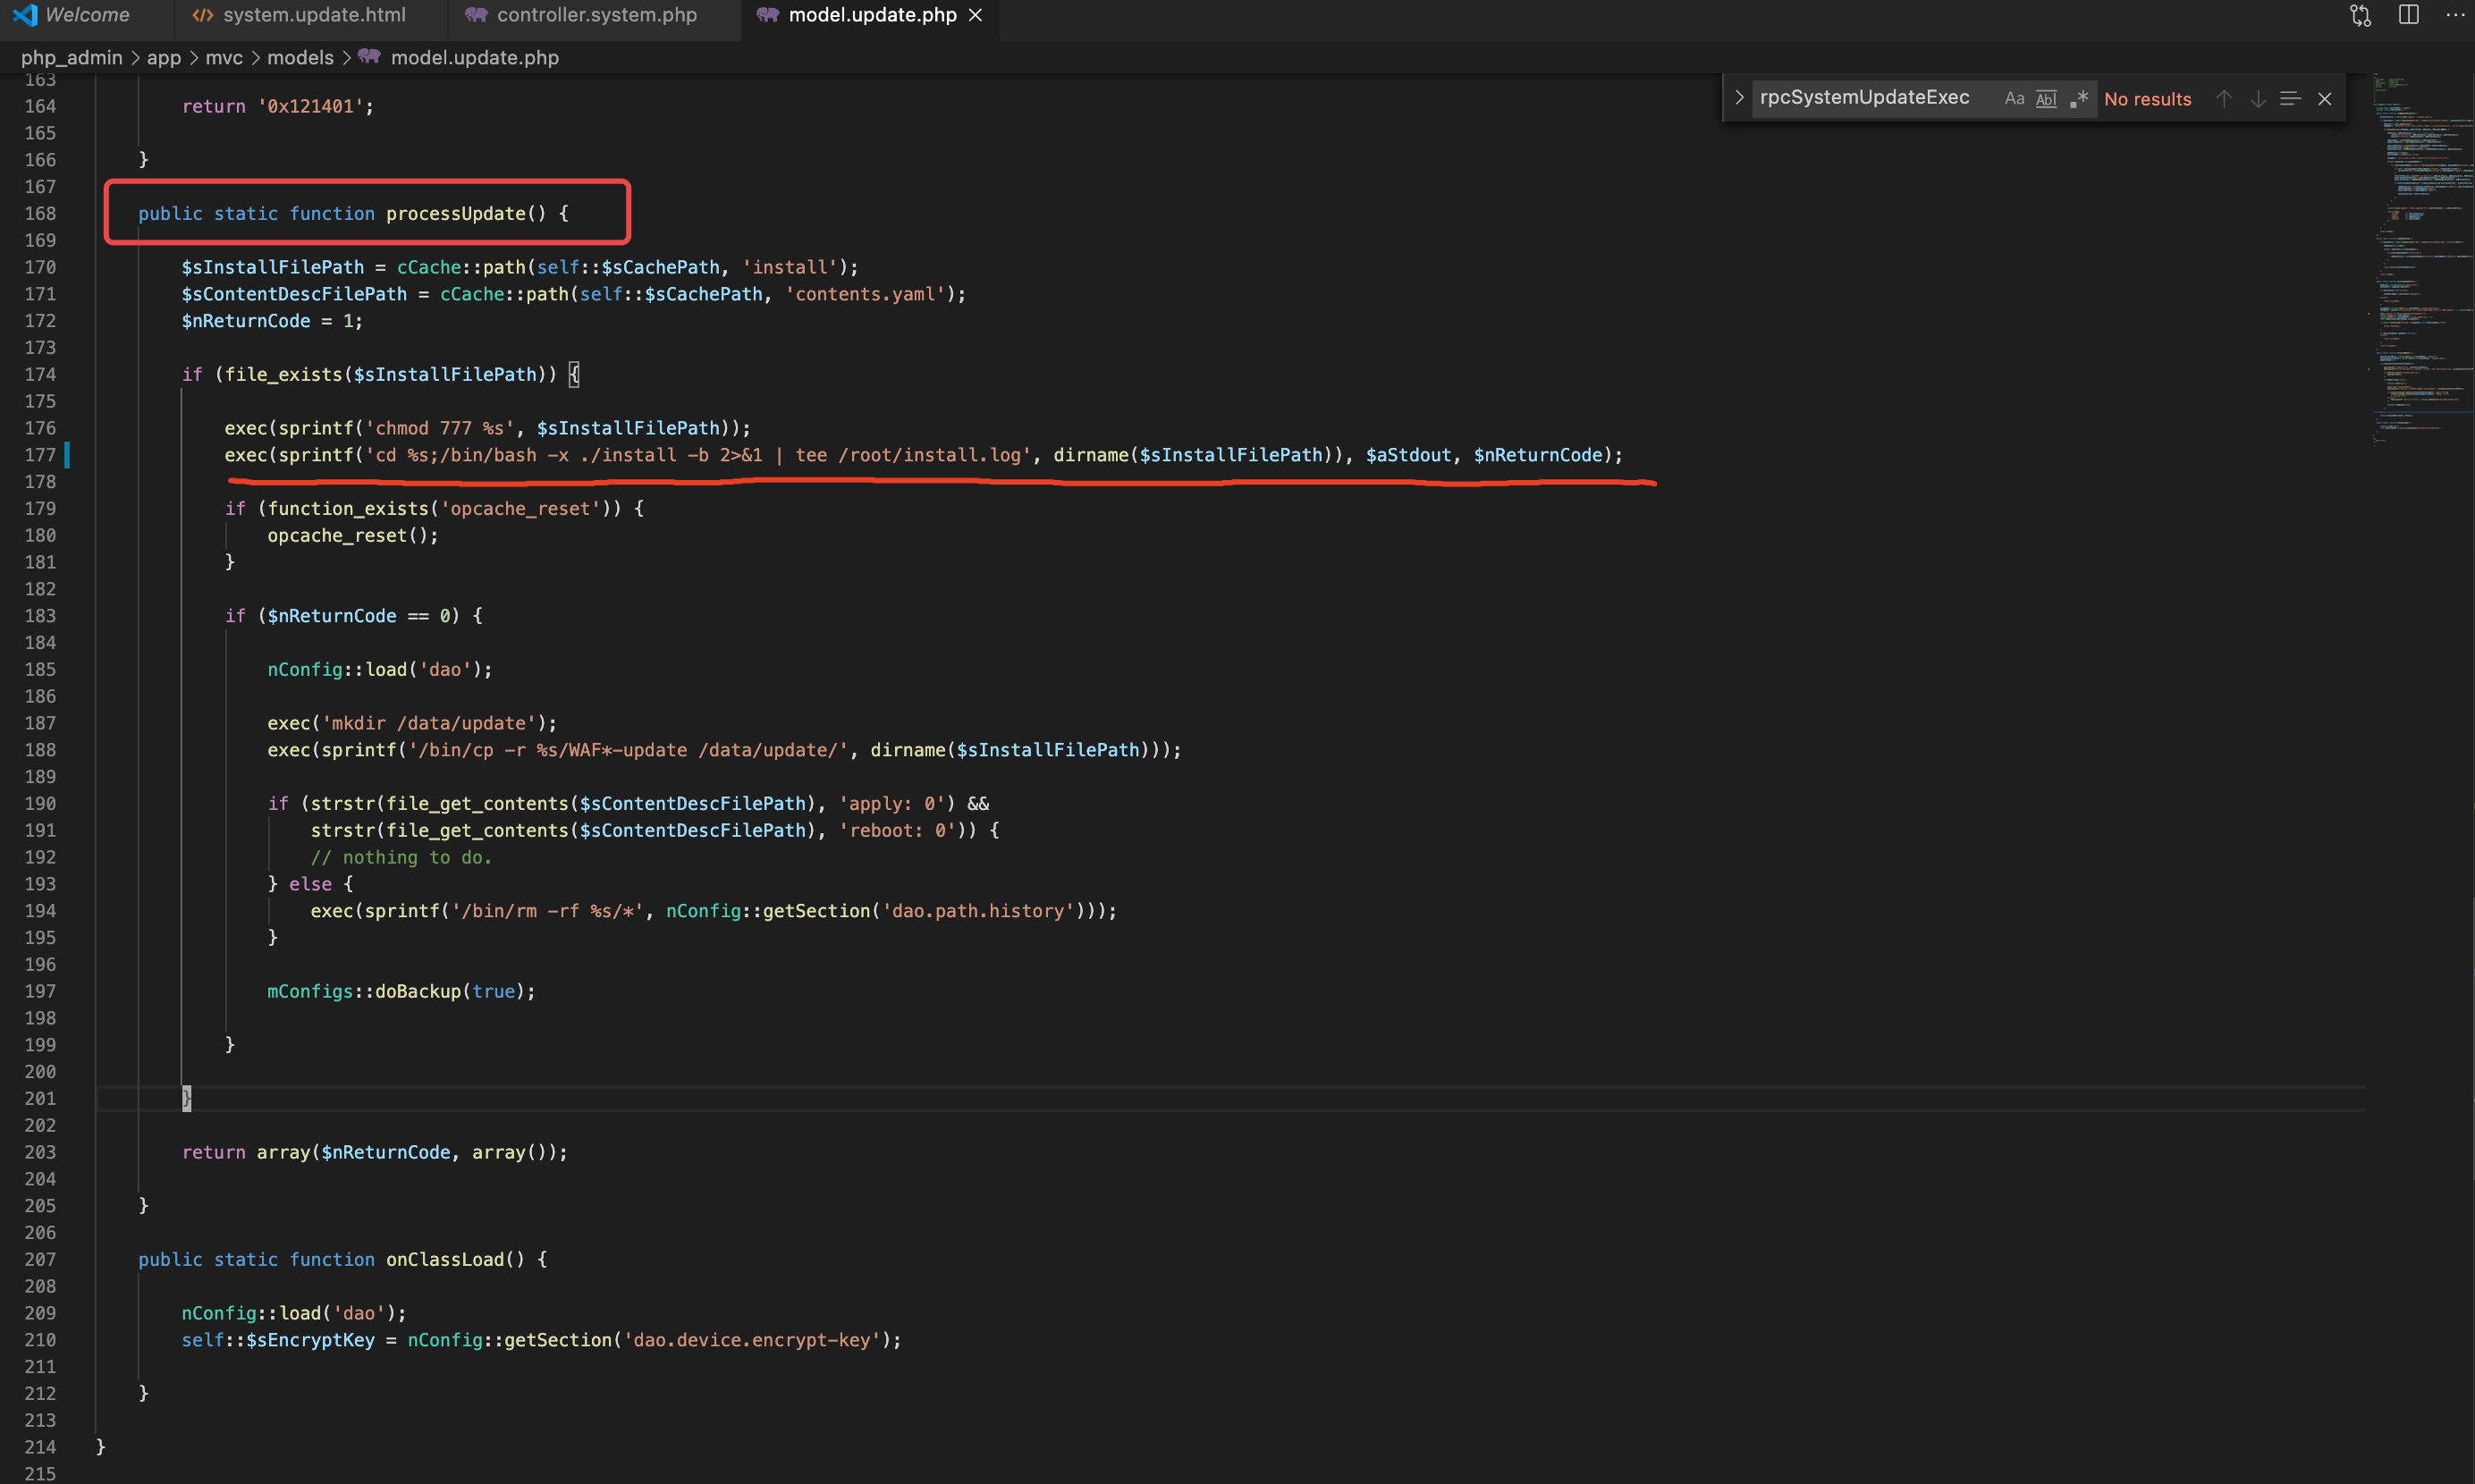 Welcome
system.update.html
controller.system.php
model.update.php
php_admin > app > mvc > models > model.update.php
rpcSystemUpdateExec Aa Abl .* No results
163
164 return '0x121401';
165
166 }
167
168 public static function processUpdate() {
169
170 $sInstallFilePath = cCache::path(self::$sCachePath, 'install');
171 $sContentDescFilePath = cCache::path(self::$sCachePath, 'contents.yaml');
172 $nReturnCode = 1;
173
174 if (file_exists($sInstallFilePath)) {
175
176 exec(sprintf('chmod 777 %s', $sInstallFilePath));
177 exec(sprintf('cd %s;/bin/bash -x ./install -b 2>&1 | tee /root/install.log', dirname($sInstallFilePath)), $aStdout, $nReturnCode);
178
179 if (function_exists('opcache_reset')) {
180 opcache_reset();
181 }
182
183 if ($nReturnCode == 0) {
184
185 nConfig::load('dao');
186
187 exec('mkdir /data/update');
188 exec(sprintf('/bin/cp -r %s/WAF*-update /data/update/', dirname($sInstallFilePath)));
189
190 if (strstr(file_get_contents($sContentDescFilePath), 'apply: 0') &&
191 strstr(file_get_contents($sContentDescFilePath), 'reboot: 0')) {
192 // nothing to do.
193 } else {
194 exec(sprintf('/bin/rm -rf %s/*', nConfig::getSection('dao.path.history')));
195 }
196
197 mConfigs::doBackup(true);
198
199 }
200
201 }
202
203 return array($nReturnCode, array());
204
205 }
206
207 public static function onClassLoad() {
208
209 nConfig::load('dao');
210 self::$sEncryptKey = nConfig::getSection('dao.device.encrypt-key');
211
212 }
213
214 }
215